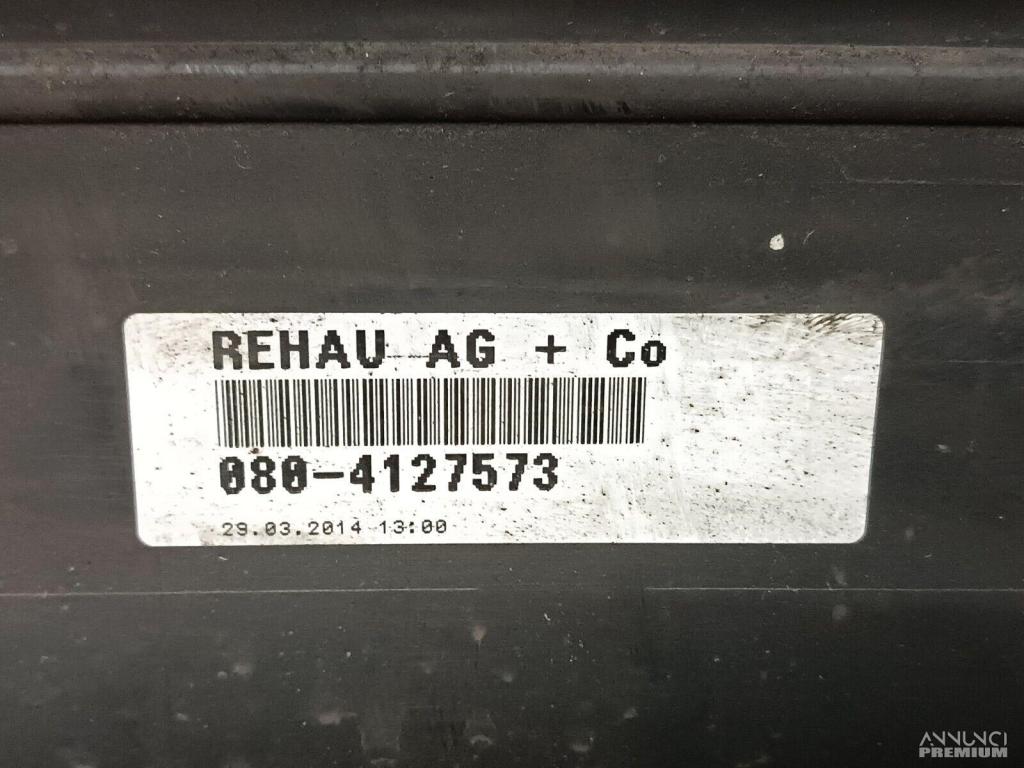 REHAU AG + Co
080-4127573
29.03.2014 13:00
ANNUNCI
PREMIUM